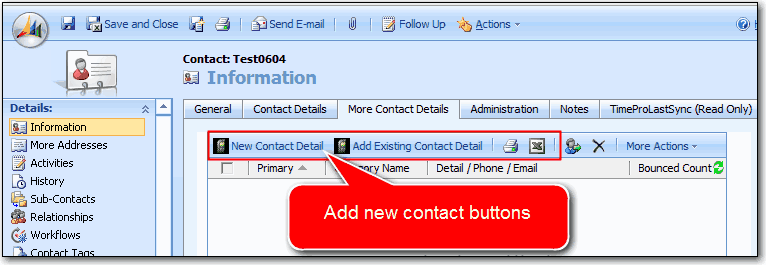 Save and Close
Send E-mail
Follow Up
Actions
Contact: Test0604
Information
Details:
Information
More Addresses
Activities
History
Sub-Contacts
Relationships
Workflows
Contact Tags
General
Contact Details
More Contact Details
Administration
Notes
TimeProLastSync (Read Only)
New Contact Detail
Add Existing Contact Detail
More Actions
Primary
Name
Detail / Phone / Email
Bounced Count
Add new contact buttons